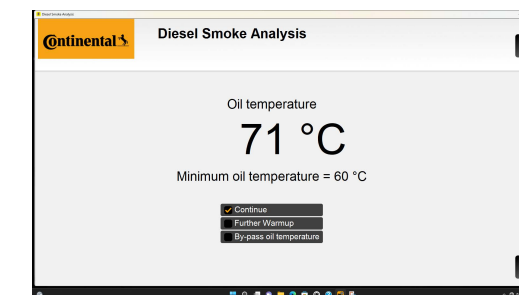 Diesel Smoke Analysis
Continental
Diesel Smoke Analysis
Oil temperature
71 °C
Minimum oil temperature = 60 °C
Continue
Further Warmup
By-pass oil temperature